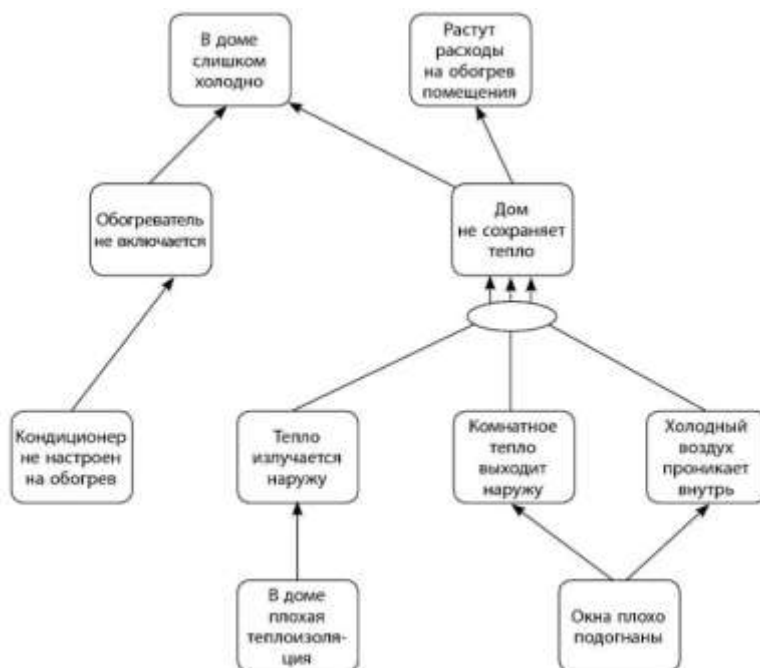 В доме
слишком
холодно
Растут
расходы
на обогрев
помещения
Обогреватель
не включается
Дом
не сохраняет
тепло
Кондиционер
не настроен
на обогрев
Тепло
излучается
наружу
Комнатное
тепло
выходит
наружу
Холодный
воздух
проникает
внутрь
В доме
плохая
теплоизоля-
ция
Окна плохо
подогнаны